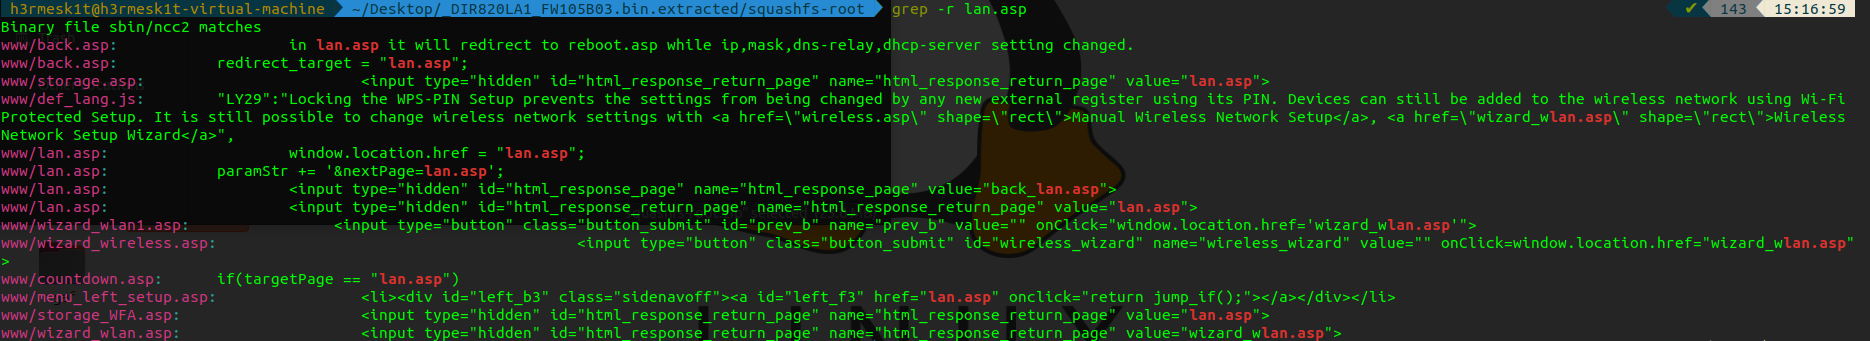 h3rmesk1t@h3rmesk1t-virtual-machine ~/Desktop/_DIR820LA1_FW105B03.bin.extracted/squashfs-root grep -r lan.asp ✔ 143 15:16:59
Binary file sbin/ncc2 matches
www/back.asp: in lan.asp it will redirect to reboot.asp while ip,mask,dns-relay,dhcp-server setting changed.
www/back.asp: redirect_target = "lan.asp";
www/storage.asp: <input type="hidden" id="html_response_return_page" name="html_response_return_page" value="lan.asp">
www/def_lang.js: "LY29":"Locking the WPS-PIN Setup prevents the settings from being changed by any new external register using its PIN. Devices can still be added to the wireless network using Wi-Fi
Protected Setup. It is still possible to change wireless network settings with <a href=\"wireless.asp\" shape=\"rect\">Manual Wireless Network Setup</a>, <a href=\"wizard_wlan.asp\" shape=\"rect\">Wireless
Network Setup Wizard</a>",
www/lan.asp: window.location.href = "lan.asp";
www/lan.asp: paramStr += '&nextPage=lan.asp';
www/lan.asp: <input type="hidden" id="html_response_page" name="html_response_page" value="back_lan.asp">
www/lan.asp: <input type="hidden" id="html_response_return_page" name="html_response_return_page" value="lan.asp">
www/wizard_wlan1.asp: <input type="button" class="button_submit" id="prev_b" name="prev_b" value="" onClick="window.location.href='wizard_wlan.asp'">
www/wizard_wireless.asp: <input type="button" class="button_submit" id="wireless_wizard" name="wireless_wizard" value="" onClick=window.location.href="wizard_wlan.asp"
>
www/countdown.asp: if(targetPage == "lan.asp")
www/menu_left_setup.asp: <li><div id="left_b3" class="sidenavoff"><a id="left_f3" href="lan.asp" onclick="return jump_if();"></a></div></li>
www/storage_WFA.asp: <input type="hidden" id="html_response_return_page" name="html_response_return_page" value="lan.asp">
www/wizard_wlan.asp: <input type="hidden" id="html_response_return_page" name="html_response_return_page" value="wizard_wlan.asp">